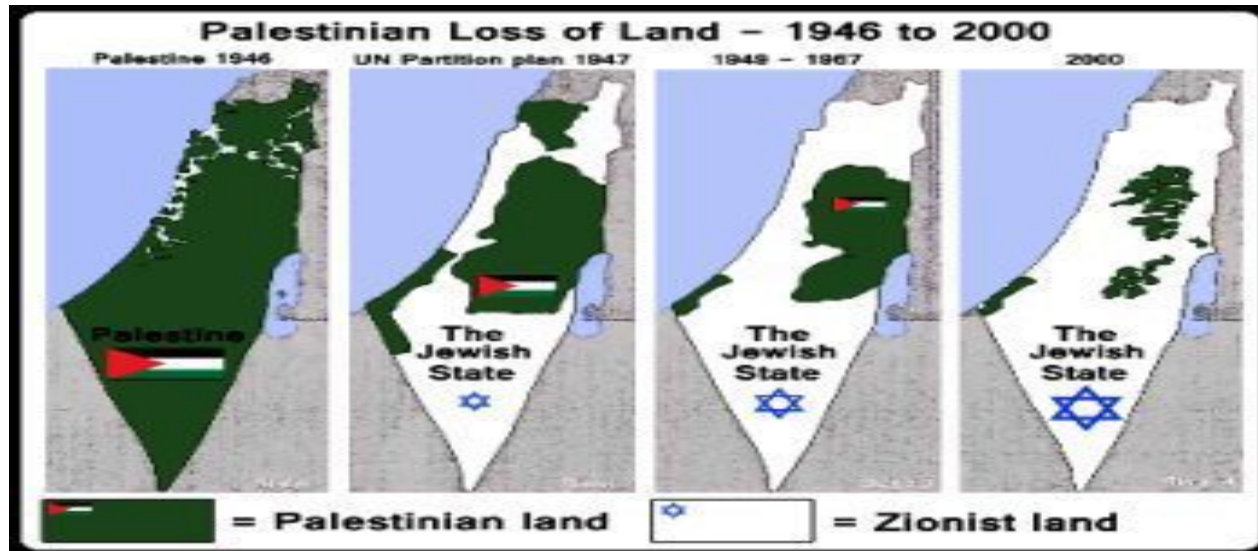 Palestinian Loss of Land - 1946 to 2000
Palestine 1946
UN Partition plan 1947
1949 - 1967
2000
Palestine
The
Jewish
State
The
Jewish
State
The
Jewish
State
= Palestinian land
= Zionist land